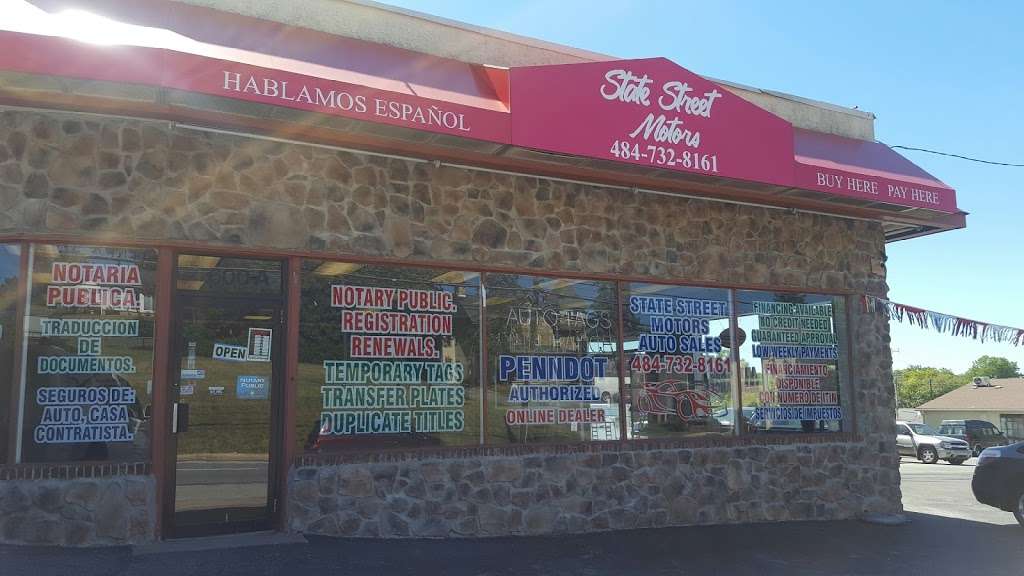 HABLAMOS ESPAÑOL
State Street
Motors
484-732-8161
BUY HERE PAY HERE
NOTARIA
PUBLICA.
TRADUCCION
DE
DOCUMENTOS.
SEGUROS DE:
AUTO, CASA
CONTRATISTA.
400-A
OPEN
NOTARY
PUBLIC
NOTARY PUBLIC.
REGISTRATION
RENEWALS.
TEMPORARY TAGS
TRANSFER PLATES
DUPLICATE TITLES
AUTO TAGS
PENNDOT
AUTHORIZED
ONLINE DEALER
STATE STREET
MOTORS
AUTO SALES
484-732-8161
FINANCING AVAILABLE
NO CREDIT NEEDED
GUARANTEED APPROVAL
LOW WEEKLY PAYMENTS
FINANCIAMIENTO
DISPONIBLE
CON NUMERO DE ITIN
SERVICIOS DE IMPUESTOS